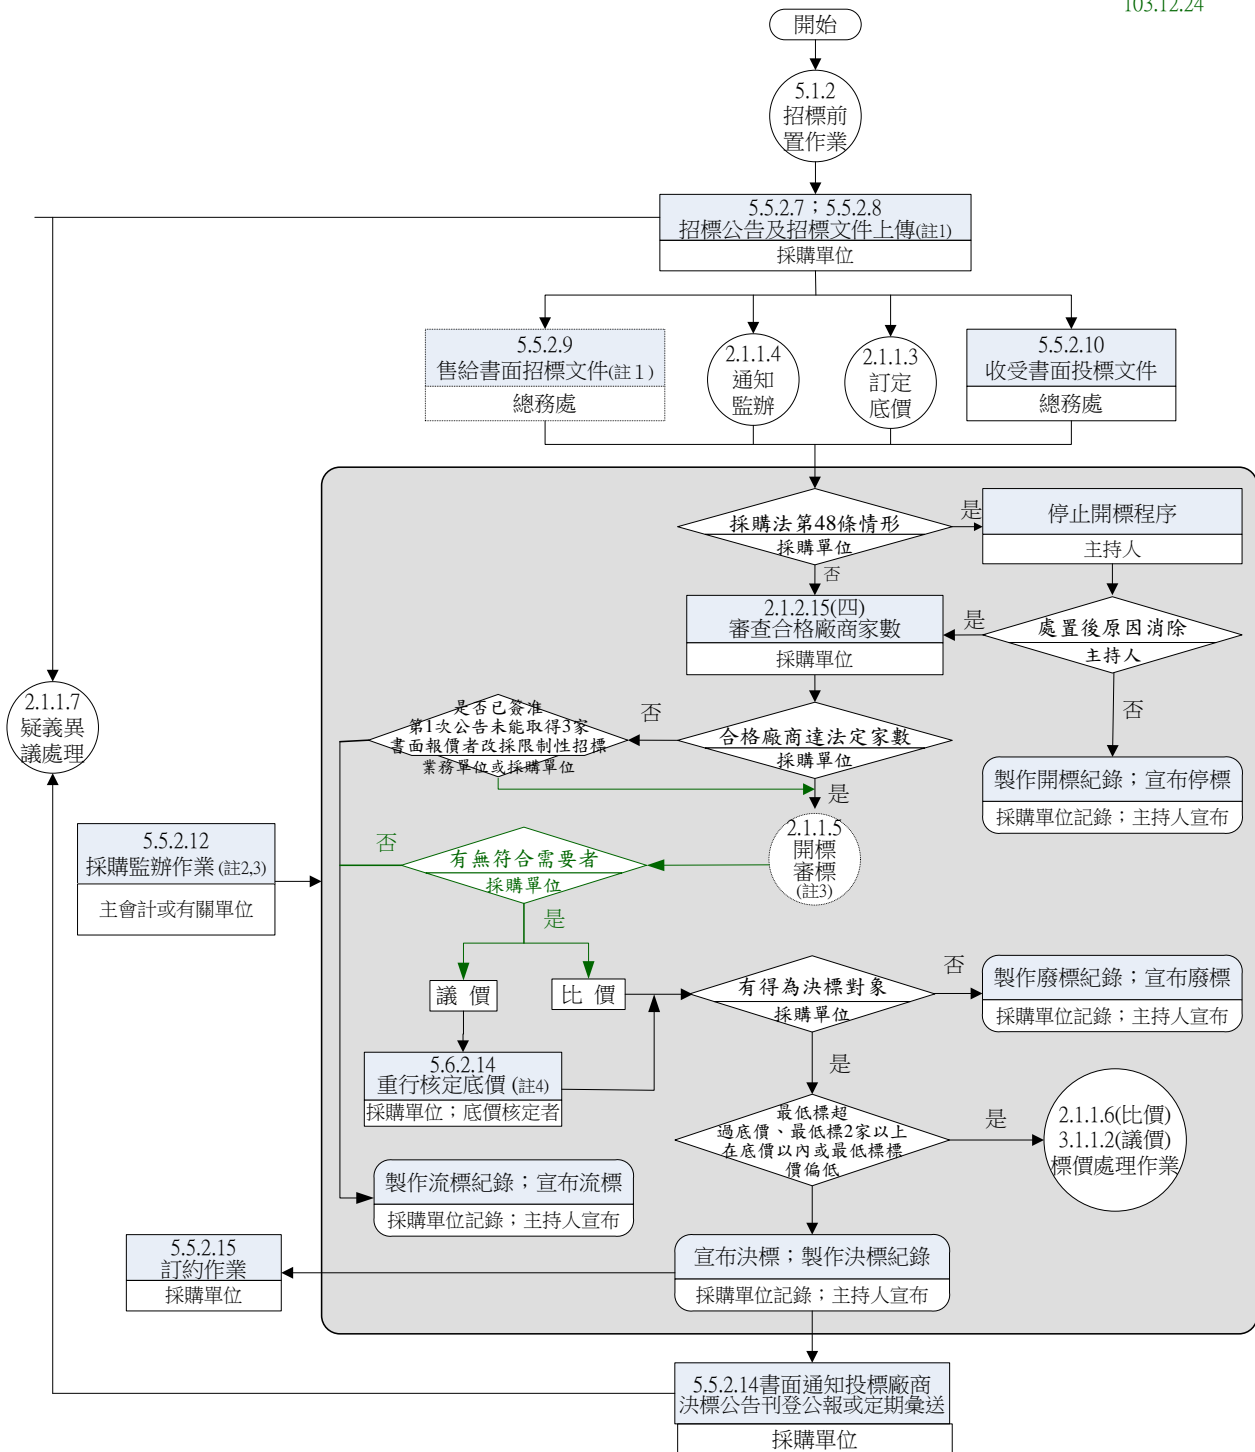 103.12.24
開始
5.1.2
招標前
置作業
5.5.2.7；5.5.2.8
招標公告及招標文件上傳(註1)
採購單位
5.5.2.9
售給書面招標文件(註１)
總務處
2.1.1.4
通知
監辦
2.1.1.3
訂定
底價
5.5.2.10
收受書面投標文件
總務處
採購法第48條情形
採購單位
是
停止開標程序
主持人
否
2.1.2.15(四)
審查合格廠商家數
採購單位
是
處置後原因消除
主持人
否
2.1.1.7
疑義異
議處理
是否已簽准
第1次公告未能取得3家
書面報價者改採限制性招標
業務單位或採購單位
否
合格廠商達法定家數
採購單位
是
製作開標紀錄；宣布停標
採購單位記錄；主持人宣布
5.5.2.12
採購監辦作業(註2,3)
主會計或有關單位
否
有無符合需要者
採購單位
2.1.1.5
開標
審標
(註3)
是
議 價
比 價
有得為決標對象
採購單位
否
製作廢標紀錄；宣布廢標
採購單位記錄；主持人宣布
5.6.2.14
重行核定底價(註4)
採購單位；底價核定者
是
最低標超
過底價、最低標2家以上
在底價以內或最低標標
價偏低
是
2.1.1.6(比價)
3.1.1.2(議價)
標價處理作業
製作流標紀錄；宣布流標
採購單位記錄；主持人宣布
5.5.2.15
訂約作業
採購單位
宣布決標；製作決標紀錄
採購單位記錄；主持人宣布
5.5.2.14書面通知投標廠商
決標公告刊登公報或定期彙送
採購單位